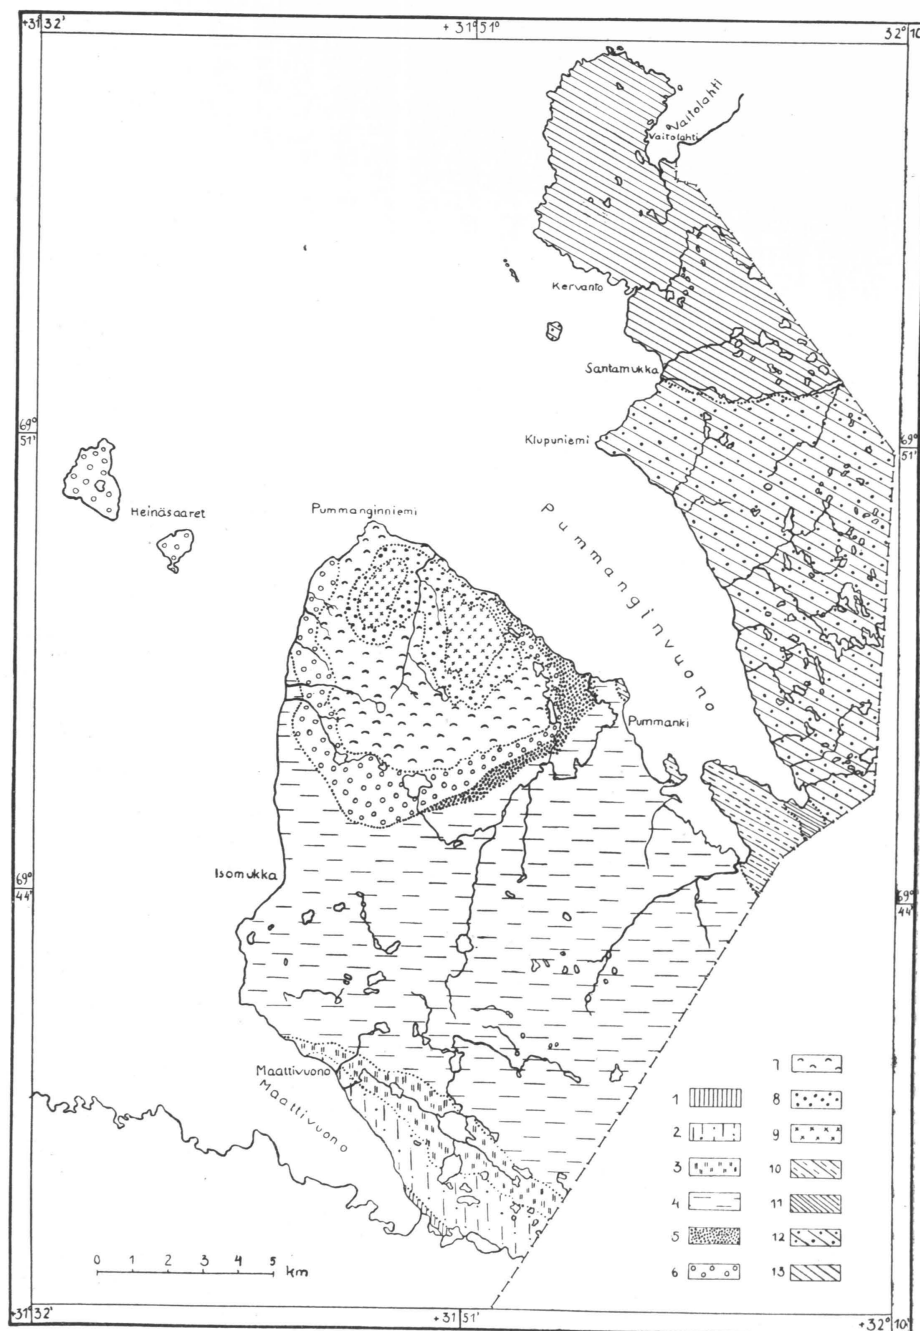 +31°32'
+ 31°51°
32° 10'
Vaitolahti
Vaitolahti
Kervanto
Santamukka
69°
51'
69°
51'
Klupuniemi
Heinäsaaret
Pummanginniemi
Pummanginvuono
Pummanki
Isomukka
69°
44'
69°
44'
Maattivuono
Maattivuono
1
2
3
4
5
6
7
8
9
10
11
12
13
0 1 2 3 4 5
km
+31°32'
+31°51'
+32° 10'